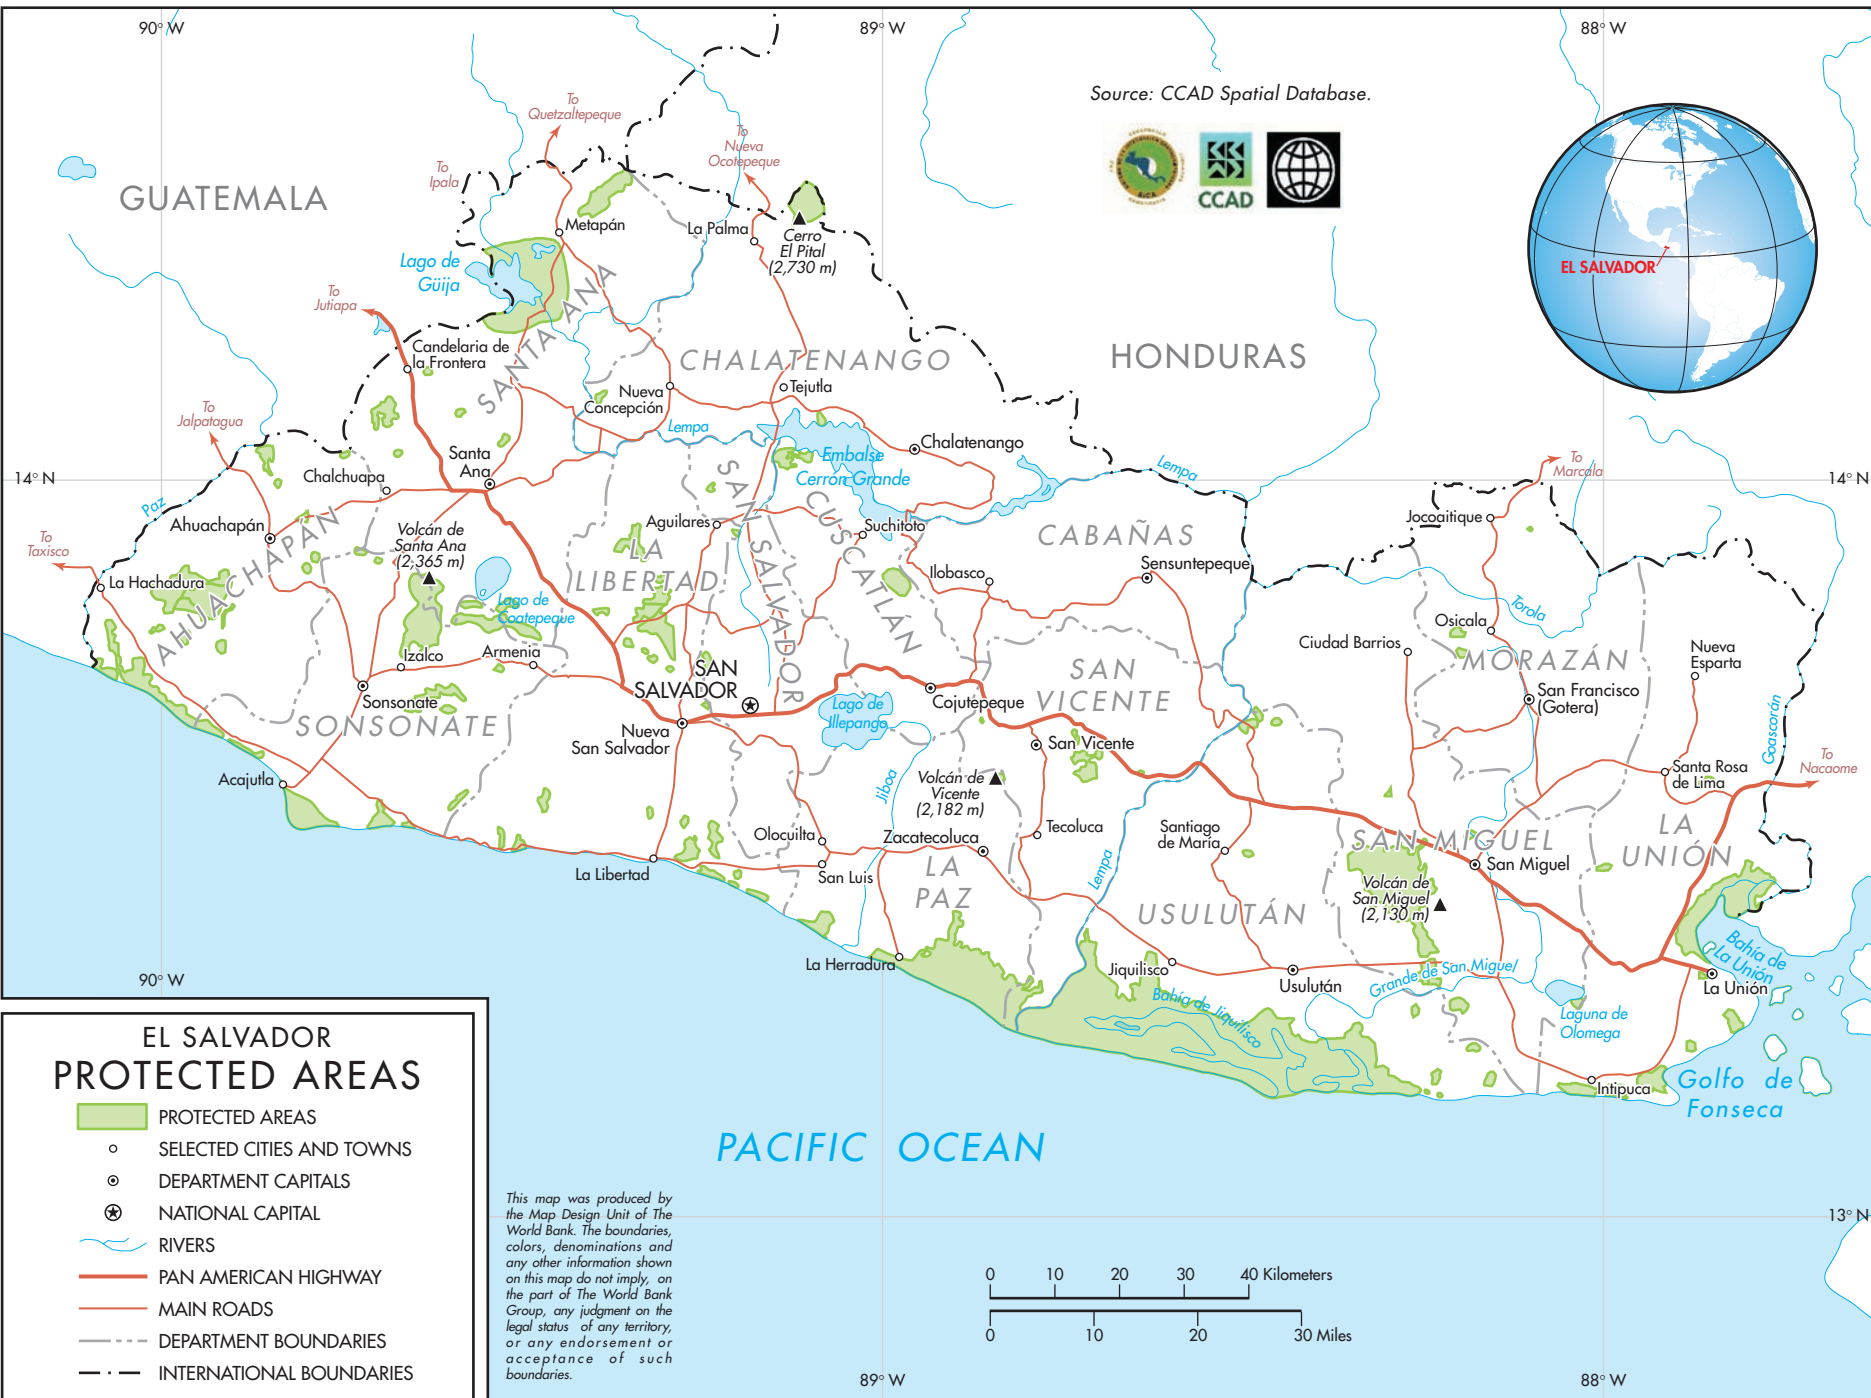 90° W
89° W
88° W
To
Quetzaltepeque
Source: CCAD Spatial Database.
To
Nueva
Ocotepeque
To
Ipala
CCAD
GUATEMALA
Metapán
La Palma
Cerro
El Pital
(2,730 m)
Lago de
Güija
EL SALVADOR
To
Jutiapa
SANTA ANA
Candelaria de
la Frontera
CHALATENANGO
HONDURAS
Nueva
Concepción
Tejutla
To
Jalpatagua
Lempa
Chalatenango
Santa
Ana
Embalse
Cerrón Grande
Lempa
To
Marcala
14° N
14° N
Chalchuapa
Paz
Ahuachapán
Volcán de
Santa Ana
(2,365 m)
Aguilares
Suchitoto
Jocoaitique
CABAÑAS
SAN SALVADOR
CUSCATLÁN
To
Taxisco
La Hachadura
LA
LIBERTAD
Ilobasco
Sensuntepeque
AHUACHAPÁN
Lago de
Coatepeque
Torola
Osicala
Ciudad Barrios
Izalco
Armenia
SAN
SALVADOR
SAN
VICENTE
MORAZÁN
Nueva
Esparta
Sonsonate
SONSONATE
Lago de
Illepango
Cojutepeque
San Francisco
(Gotera)
Nueva
San Salvador
San Vicente
Goascorán
To
Nacaome
Acajutla
Jiboa
Volcán de
Vicente
(2,182 m)
Santa Rosa
de Lima
Olocuilta
Zacatecoluca
Tecoluca
Santiago
de María
SAN MIGUEL
LA
UNIÓN
La Libertad
San Luis
LA
PAZ
Lempa
San Miguel
Volcán de
San Miguel
(2,130 m)
USULUTÁN
La Herradura
Jiquilisco
Usulután
Grande de San Miguel
Bahía de
La Unión
La Unión
90° W
Bahía de Jiquilisco
Laguna de
Olomega
Intipuca
Golfo de
Fonseca
PACIFIC OCEAN
EL SALVADOR
PROTECTED AREAS
PROTECTED AREAS
SELECTED CITIES AND TOWNS
DEPARTMENT CAPITALS
NATIONAL CAPITAL
RIVERS
PAN AMERICAN HIGHWAY
MAIN ROADS
DEPARTMENT BOUNDARIES
INTERNATIONAL BOUNDARIES
This map was produced by
the Map Design Unit of The
World Bank. The boundaries,
colors, denominations and
any other information shown
on this map do not imply, on
the part of The World Bank
Group, any judgment on the
legal status of any territory,
or any endorsement or
acceptance of such
boundaries.
13° N
0 10 20 30 40 Kilometers
0 10 20 30 Miles
89° W
88° W